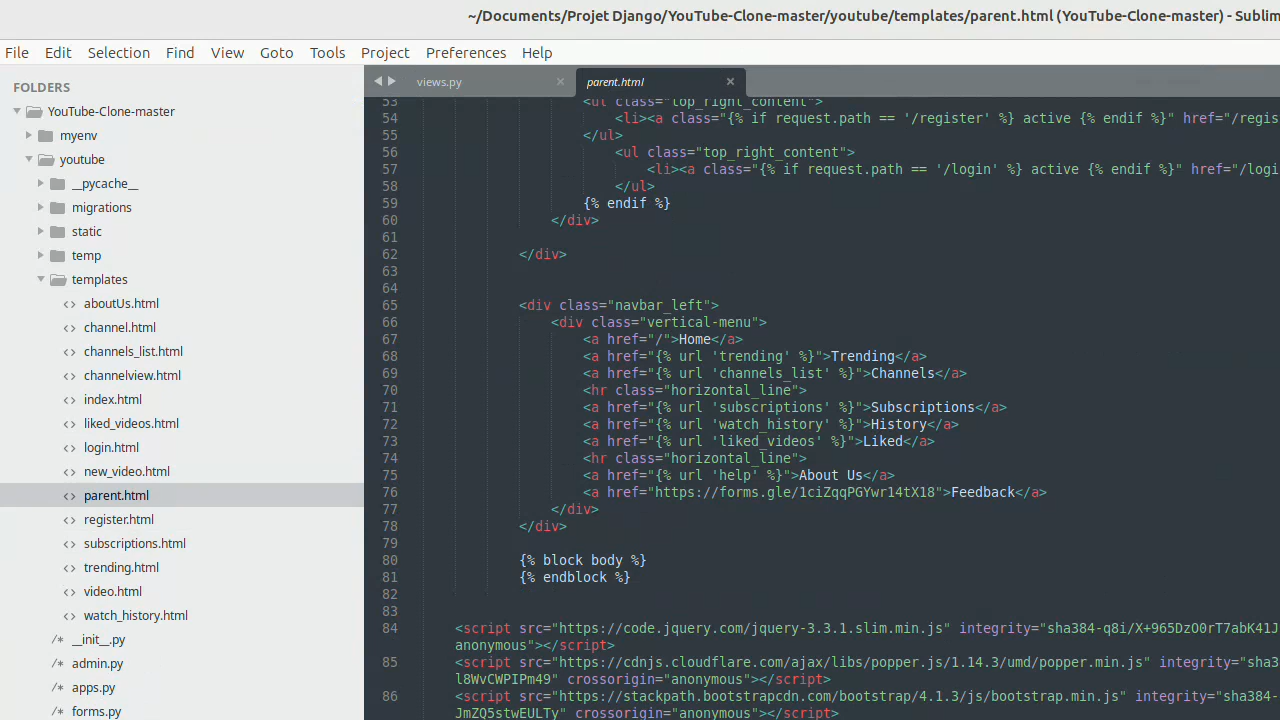 ~/Documents/Projet Django/YouTube-Clone-master/youtube/templates/parent.html (YouTube-Clone-master) - Sublim
File Edit Selection Find View Goto Tools Project Preferences Help
FOLDERS
YouTube-Clone-master
myenv
youtube
__pycache__
migrations
static
temp
templates
aboutUs.html
channel.html
channels_list.html
channelview.html
index.html
liked_videos.html
login.html
new_video.html
parent.html
register.html
subscriptions.html
trending.html
video.html
watch_history.html
__init__.py
admin.py
apps.py
forms.py
views.py
parent.html
53 <ul class="top_right_content">
54 <li><a class="{% if request.path == '/register' %} active {% endif %}" href="/regis
55 </ul>
56 <ul class="top_right_content">
57 <li><a class="{% if request.path == '/login' %} active {% endif %}" href="/logi
58 </ul>
59 {% endif %}
60 </div>
61
62 </div>
63
64
65 <div class="navbar_left">
66 <div class="vertical-menu">
67 <a href="/">Home</a>
68 <a href="{% url 'trending' %}">Trending</a>
69 <a href="{% url 'channels_list' %}">Channels</a>
70 <hr class="horizontal_line">
71 <a href="{% url 'subscriptions' %}">Subscriptions</a>
72 <a href="{% url 'watch_history' %}">History</a>
73 <a href="{% url 'liked_videos' %}">Liked</a>
74 <hr class="horizontal_line">
75 <a href="{% url 'help' %}">About Us</a>
76 <a href="https://forms.gle/1ciZqqPGYwr14tX18">Feedback</a>
77 </div>
78 </div>
79
80 {% block body %}
81 {% endblock %}
82
83
84 <script src="https://code.jquery.com/jquery-3.3.1.slim.min.js" integrity="sha384-q8i/X+965DzO0rT7abK41J
anonymous"></script>
85 <script src="https://cdnjs.cloudflare.com/ajax/libs/popper.js/1.14.3/umd/popper.min.js" integrity="sha3
l8WvCWPIPm49" crossorigin="anonymous"></script>
86 <script src="https://stackpath.bootstrapcdn.com/bootstrap/4.1.3/js/bootstrap.min.js" integrity="sha384-
JmZQ5stwEULTy" crossorigin="anonymous"></script>